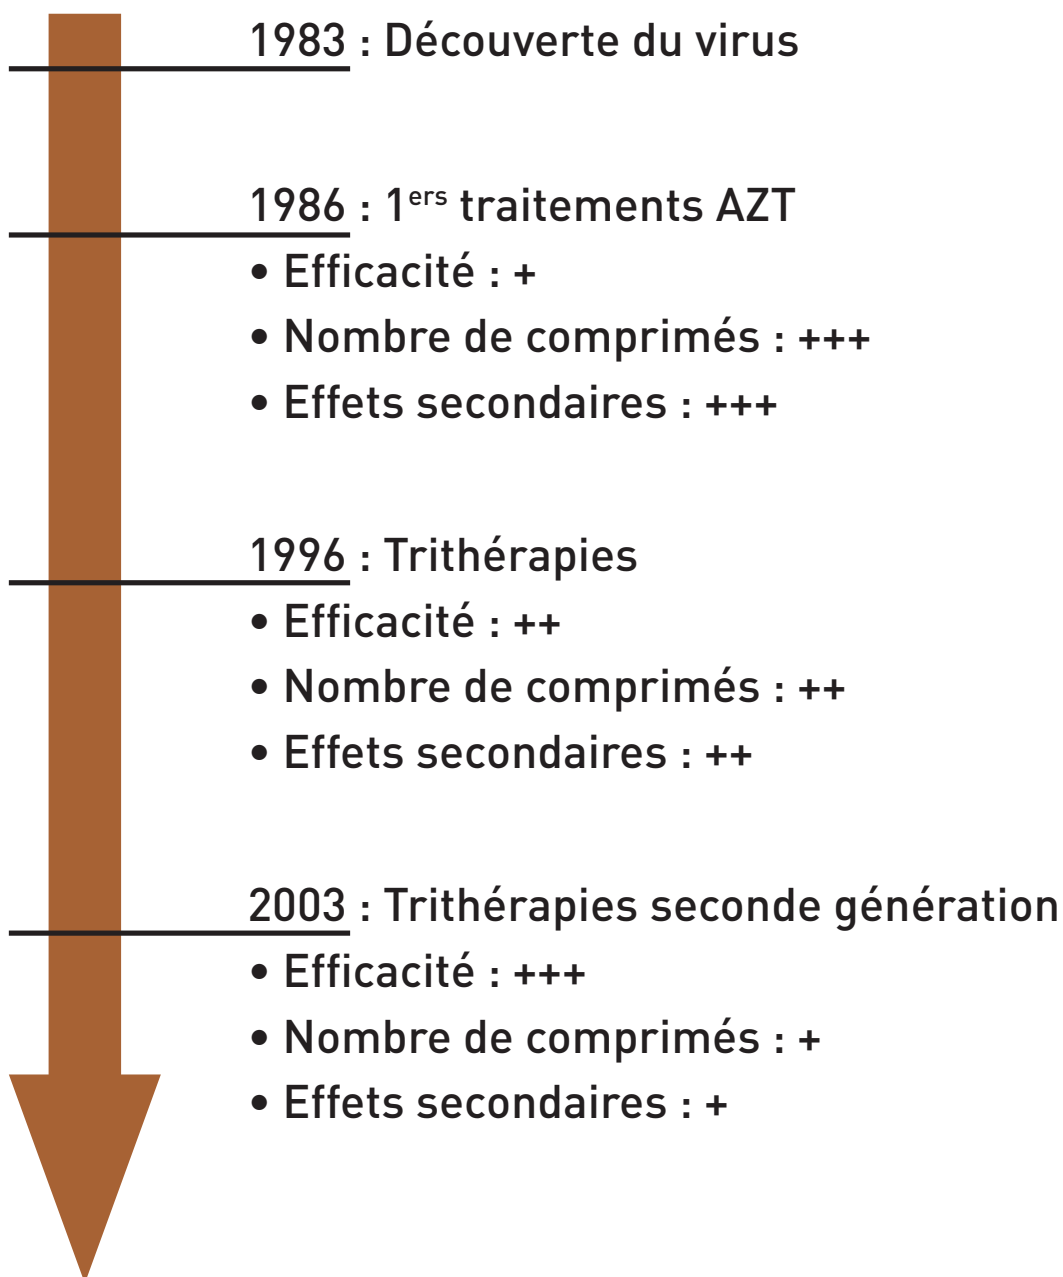 1983 : Découverte du virus
1986 : 1ers traitements AZT
• Efficacité : +
• Nombre de comprimés : +++
• Effets secondaires : +++
1996 : Trithérapies
• Efficacité : ++
• Nombre de comprimés : ++
• Effets secondaires : ++
2003 : Trithérapies seconde génération
• Efficacité : +++
• Nombre de comprimés : +
• Effets secondaires : +